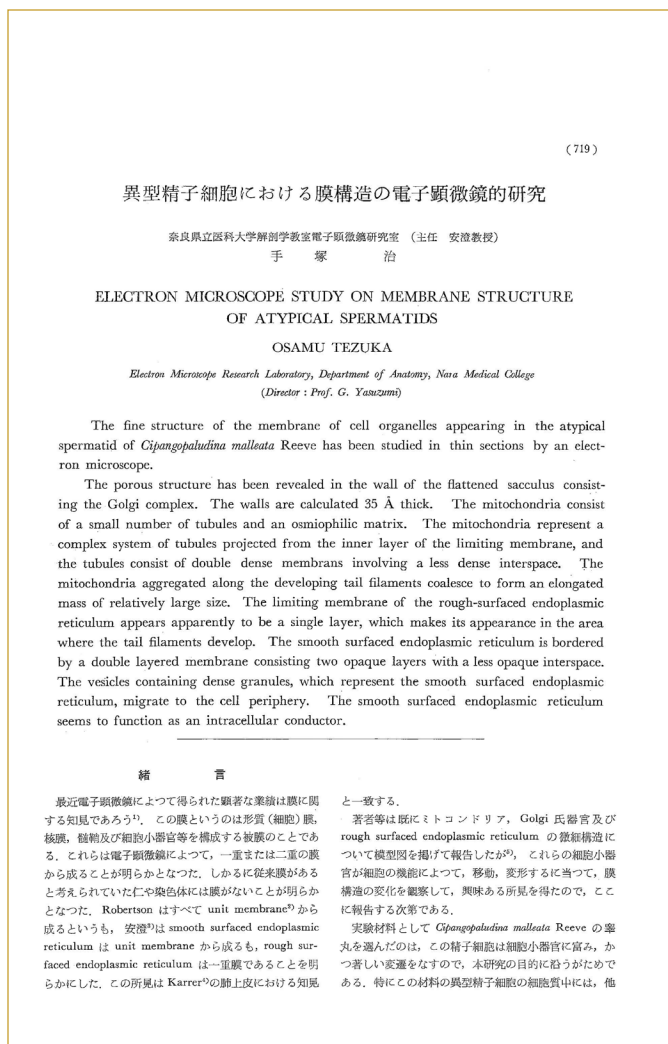 (719)
異型精子細胞における膜構造の電子顕微鏡的研究
奈良県立医科大学解剖学教室電子顕微鏡研究室 (主任 安澄教授)
手塚 治
ELECTRON MICROSCOPE STUDY ON MEMBRANE STRUCTURE
OF ATYPICAL SPERMATIDS
OSAMU TEZUKA
Electron Microscope Research Laboratory, Department of Anatomy, Nara Medical College
(Director : Prof. G. Yasuzumi)
The fine structure of the membrane of cell organelles appearing in the atypical
spermatid of Cipangopaludina malleata Reeve has been studied in thin sections by an elect-
ron microscope.
The porous structure has been revealed in the wall of the flattened sacculus consist-
ing the Golgi complex. The walls are calculated 35 Å thick. The mitochondria consist
of a small number of tubules and an osmiophilic matrix. The mitochondria represent a
complex system of tubules projected from the inner layer of the limiting membrane, and
the tubules consist of double dense membrans involving a less dense interspace. The
mitochondria aggregated along the developing tail filaments coalesce to form an elongated
mass of relatively large size. The limiting membrane of the rough-surfaced endoplasmic
reticulum appears apparently to be a single layer, which makes its appearance in the area
where the tail filaments develop. The smooth surfaced endoplasmic reticulum is bordered
by a double layered membrane consisting two opaque layers with a less opaque interspace.
The vesicles containing dense granules, which represent the smooth surfaced endoplasmic
reticulum, migrate to the cell periphery. The smooth surfaced endoplasmic reticulum
seems to function as an intracellular conductor.
緒言
最近電子顕微鏡によつて得られた顕著な業績は膜に関
する知見であろう1). この膜というのは形質(細胞)膜,
核膜, 髄鞘及び細胞小器官等を構成する被膜のことであ
る. これらは電子顕微鏡によつて, 一重または二重の膜
から成ることが明らかとなつた. しかるに従来膜がある
と考えられていた仁や染色体には膜がないことが明らか
となつた. Robertson はすべて unit membrane2) から
成るというも, 安澄3)は smooth surfaced endoplasmic
reticulum は unit membrane から成るも, rough sur-
faced endoplasmic reticulum は一重膜であることを明
らかにした. この所見は Karrer4)の肺上皮における知見
と一致する.
著者等は既にミトコンドリア, Golgi 氏器官及び
rough surfaced endoplasmic reticulum の微細構造に
ついて模型図を掲げて報告したが5), これらの細胞小器
官が細胞の機能によつて, 移動, 変形するに当つて, 膜
構造の変化を観察して, 興味ある所見を得たので, ここ
に報告する次第である.
実験材料として Cipangopaludina malleata Reeve の睾
丸を選んだのは, この精子細胞は細胞小器官に富み, か
つ著しい変遷をなすので, 本研究の目的に沿うがためで
ある. 特にこの材料の異型精子細胞の細胞質中には, 他